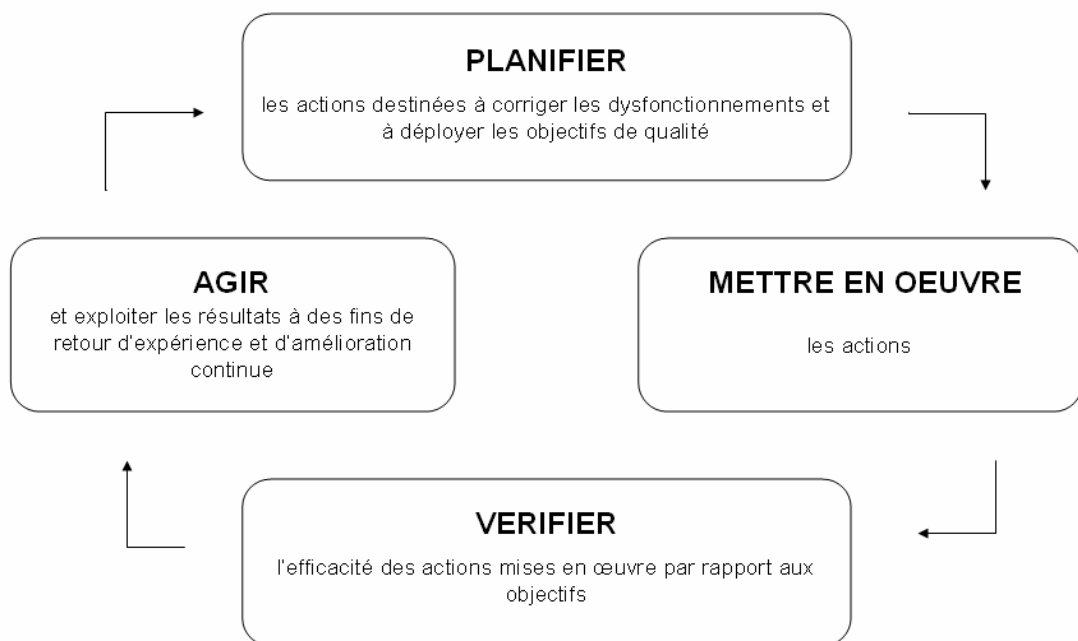 PLANIFIER
les actions destinées à corriger les dysfonctionnements et
à déployer les objectifs de qualité
AGIR
et exploiter les résultats à des fins de
retour d'expérience et d'amélioration
continue
METTRE EN OEUVRE
les actions
VERIFIER
l'efficacité des actions mises en œuvre par rapport aux
objectifs